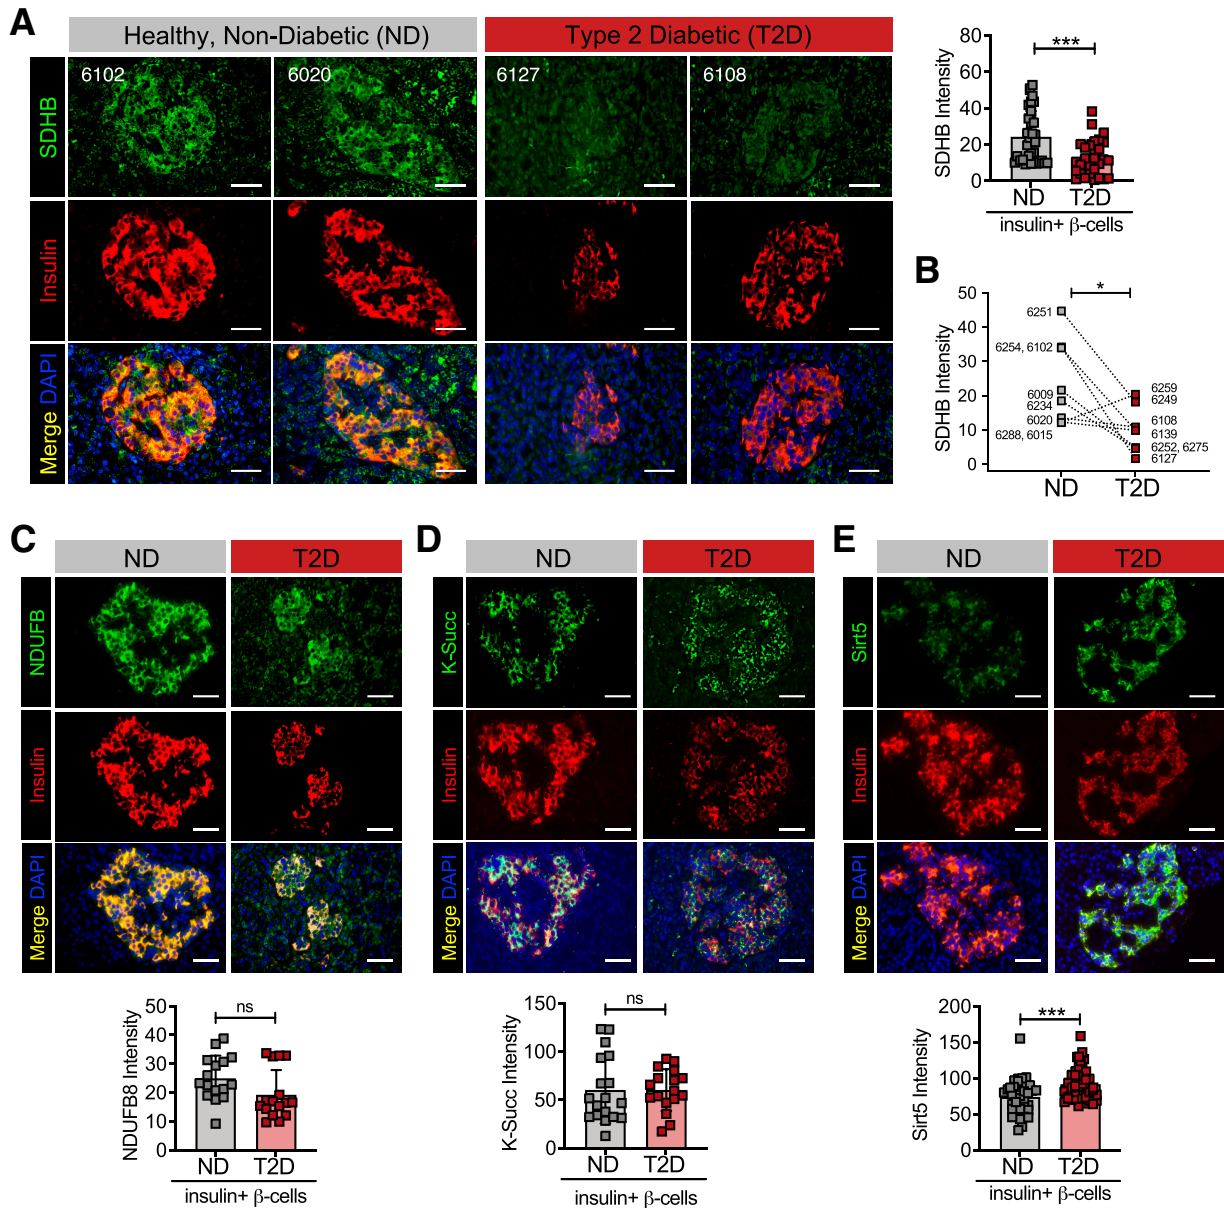 A
Healthy, Non-Diabetic (ND)
Type 2 Diabetic (T2D)
SDHB
6102
6020
6127
6108
Insulin
Merge DAPI
80
60
40
20
0
SDHB Intensity
***
ND
T2D
insulin+ β-cells
B
50
40
30
20
10
0
SDHB Intensity
*
6251
6254, 6102
6009
6234
6020
6288, 6015
6259
6249
6108
6139
6252, 6275
6127
ND
T2D
C
ND
T2D
NDUFB
Insulin
Merge DAPI
50
40
30
20
10
0
NDUFB8 Intensity
ns
ND
T2D
insulin+ β-cells
D
ND
T2D
K-Succ
Insulin
Merge DAPI
150
100
50
0
K-Succ Intensity
ns
ND
T2D
insulin+ β-cells
E
ND
T2D
Sirt5
Insulin
Merge DAPI
200
150
100
50
0
Sirt5 Intensity
***
ND
T2D
insulin+ β-cells